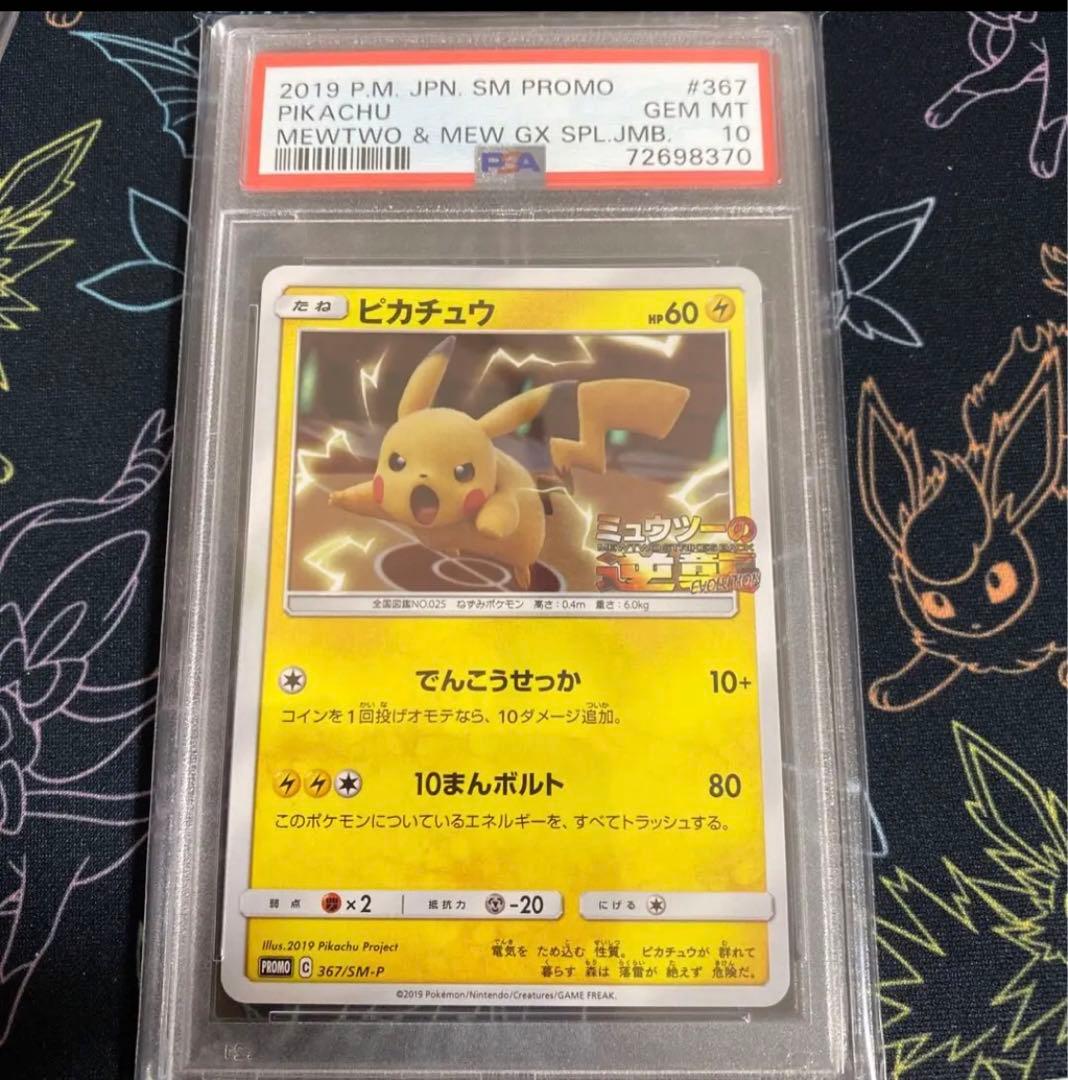 2019 P.M. JPN. SM PROMO #367
PIKACHU GEM MT
MEWTWO & MEW GX SPL.JMB. 10
PSA 72698370
たね ピカチュウ HP60
ミュウツーの
MEWTWO STRIKES BACK
逆襲
EVOLUTION
全国図鑑NO.025 ねずみポケモン 高さ:0.4m 重さ:6.0kg
でんこうせっか 10+
コインを1回投げオモテなら、10ダメージ追加。
10まんボルト 80
このポケモンについているエネルギーを、すべてトラッシュする。
弱点 ×2 抵抗力 -20 にげる
Illus.2019 Pikachu Project
PROMO C 367/SM-P
電気を ため込む 性質。 ピカチュウが 群れて
暮らす 森は 落雷が 絶えず 危険だ。
©2019 Pokémon/Nintendo/Creatures/GAME FREAK.